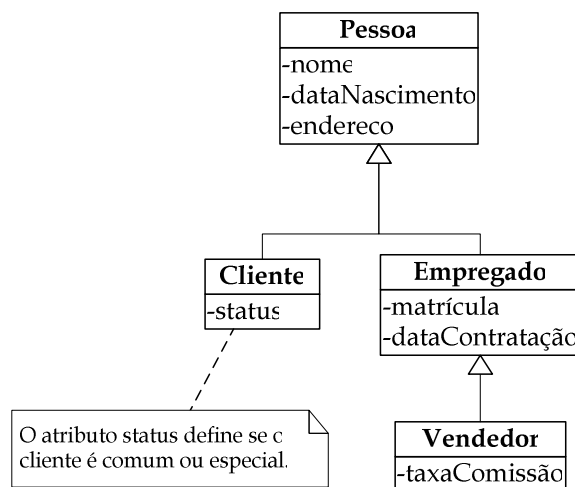 Pessoa
-nome
-dataNascimento
-endereco
Cliente
-status
Empregado
-matrícula
-dataContratação
O atributo status define se o
cliente é comum ou especial.
Vendedor
-taxaComissão